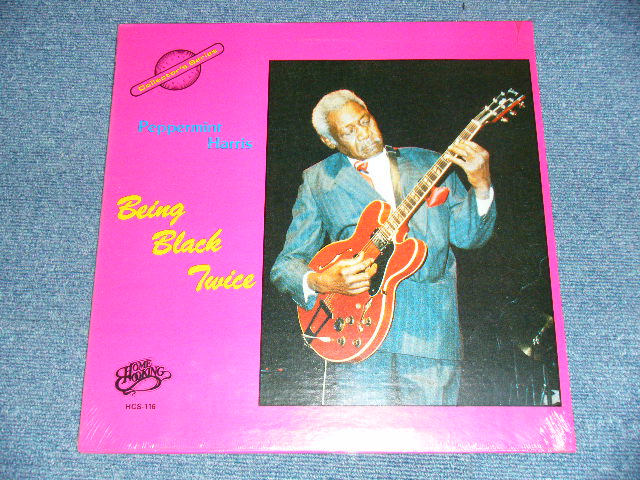 Collector's Series
Peppermint
Harris
Being
Black
Twice
HOME
COOKING
HCS-116